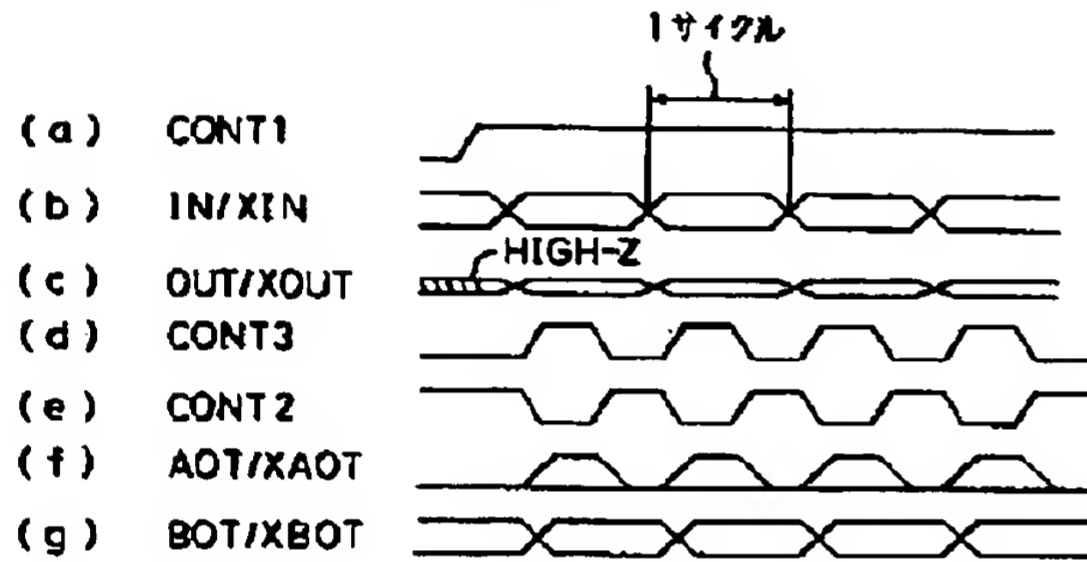 1サイクル
(a) CONT1
(b) IN/XIN
HIGH-Z
(c) OUT/XOUT
(d) CONT3
(e) CONT2
(f) AOT/XAOT
(g) BOT/XBOT